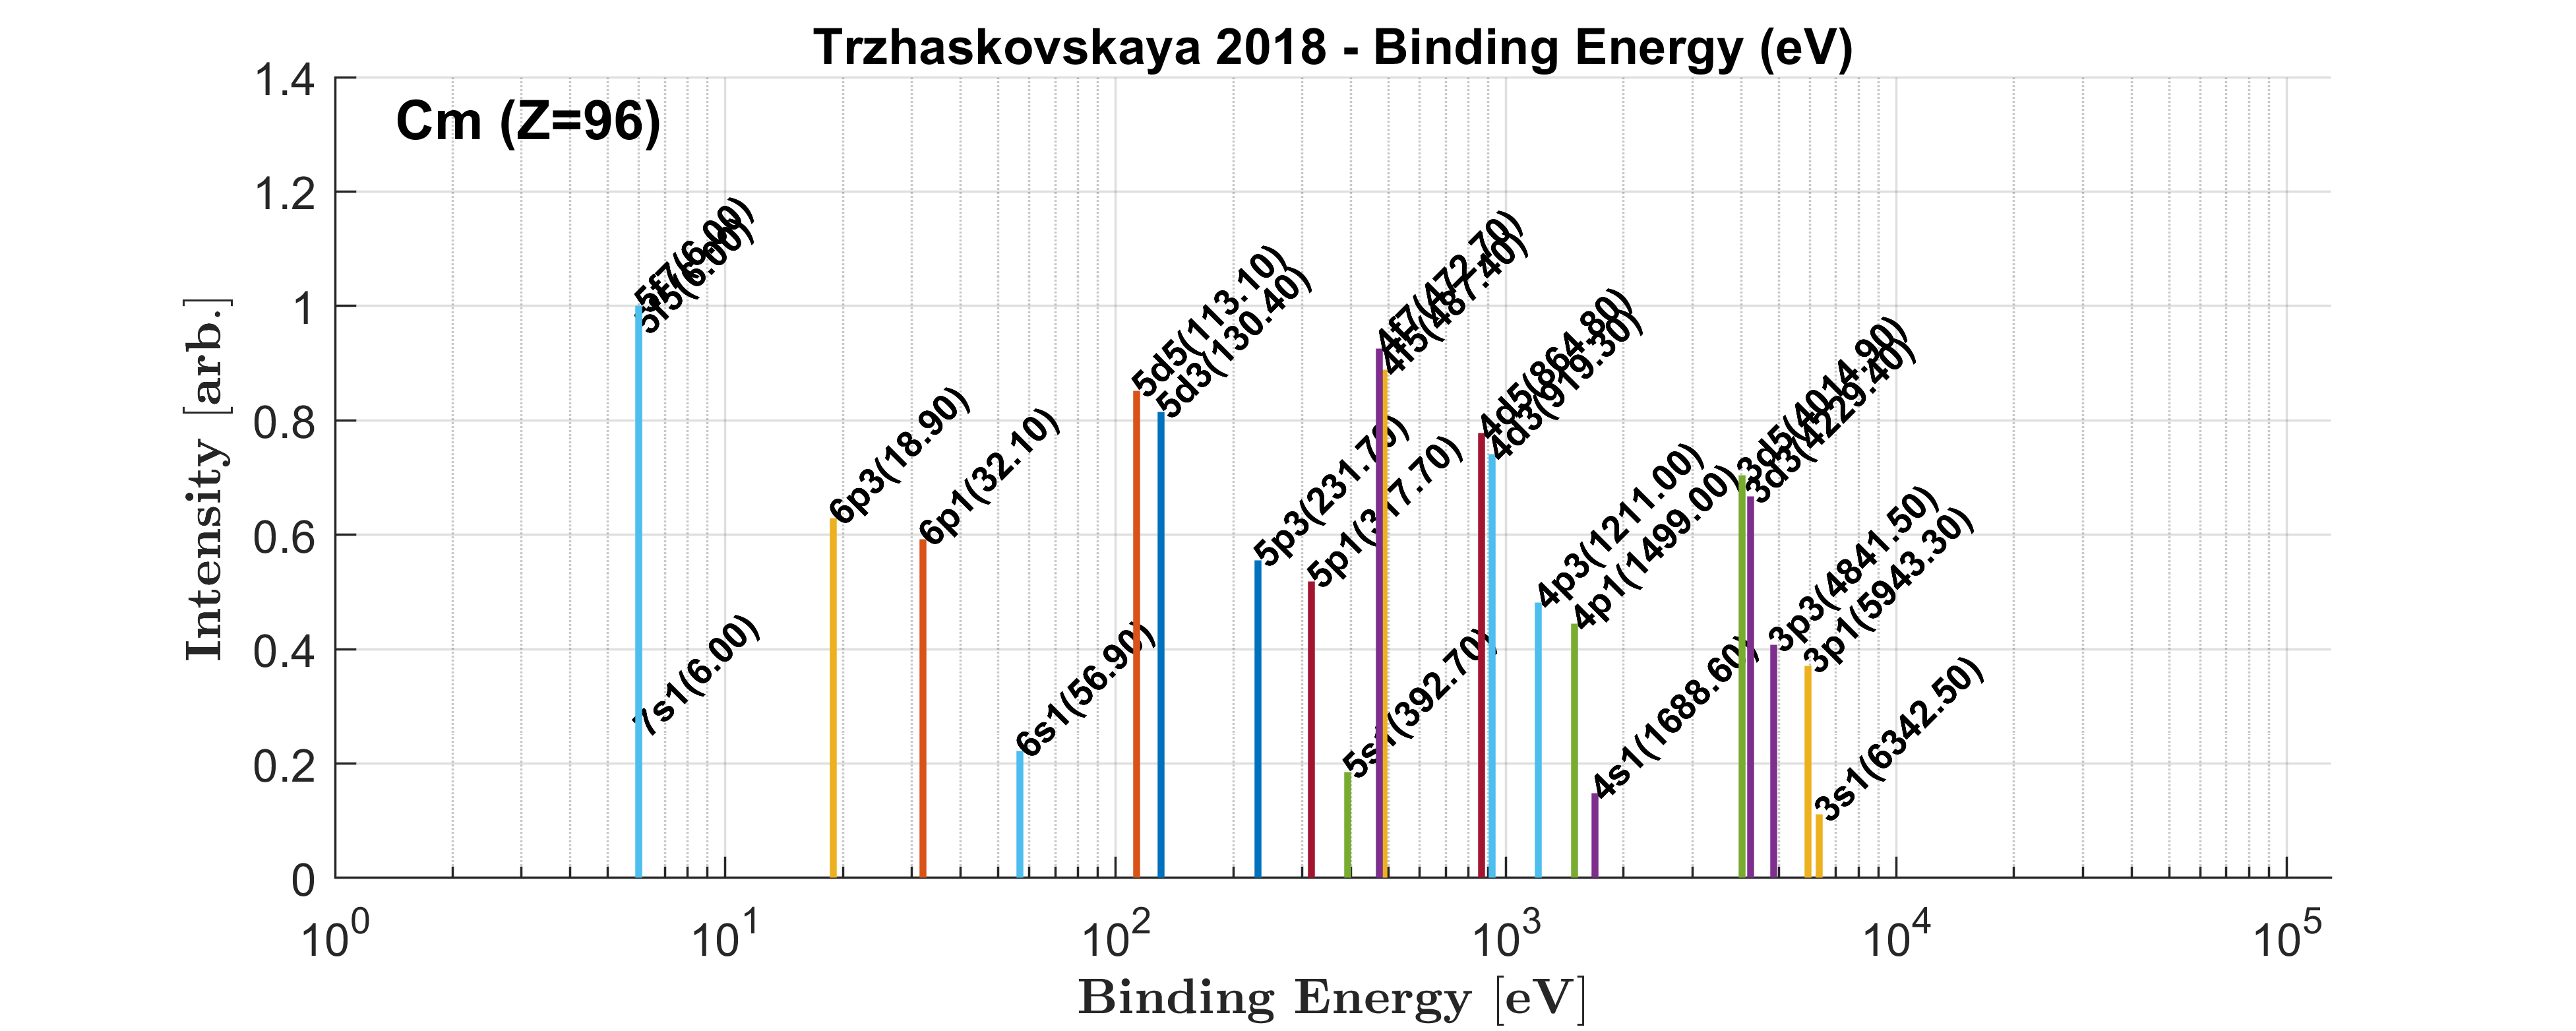 Trzhaskovskaya 2018 - Binding Energy (eV)
Cm (Z=96)
Intensity [arb.]
1.4
1.2
1
0.8
0.6
0.4
0.2
0
5f7(6.00)
5f5(6.00)
7s1(6.00)
6p3(18.90)
6p1(32.10)
6s1(56.90)
5d5(113.10)
5d3(130.40)
5p3(231.70)
5p1(317.70)
5s1(392.70)
4f7(472.70)
4f5(487.40)
4d5(864.80)
4d3(919.30)
4p3(1211.00)
4p1(1499.00)
4s1(1688.60)
3d5(4014.90)
3d3(4229.40)
3p3(4841.50)
3p1(5943.30)
3s1(6342.50)
10^0 10^1 10^2 10^3 10^4 10^5
Binding Energy [eV]